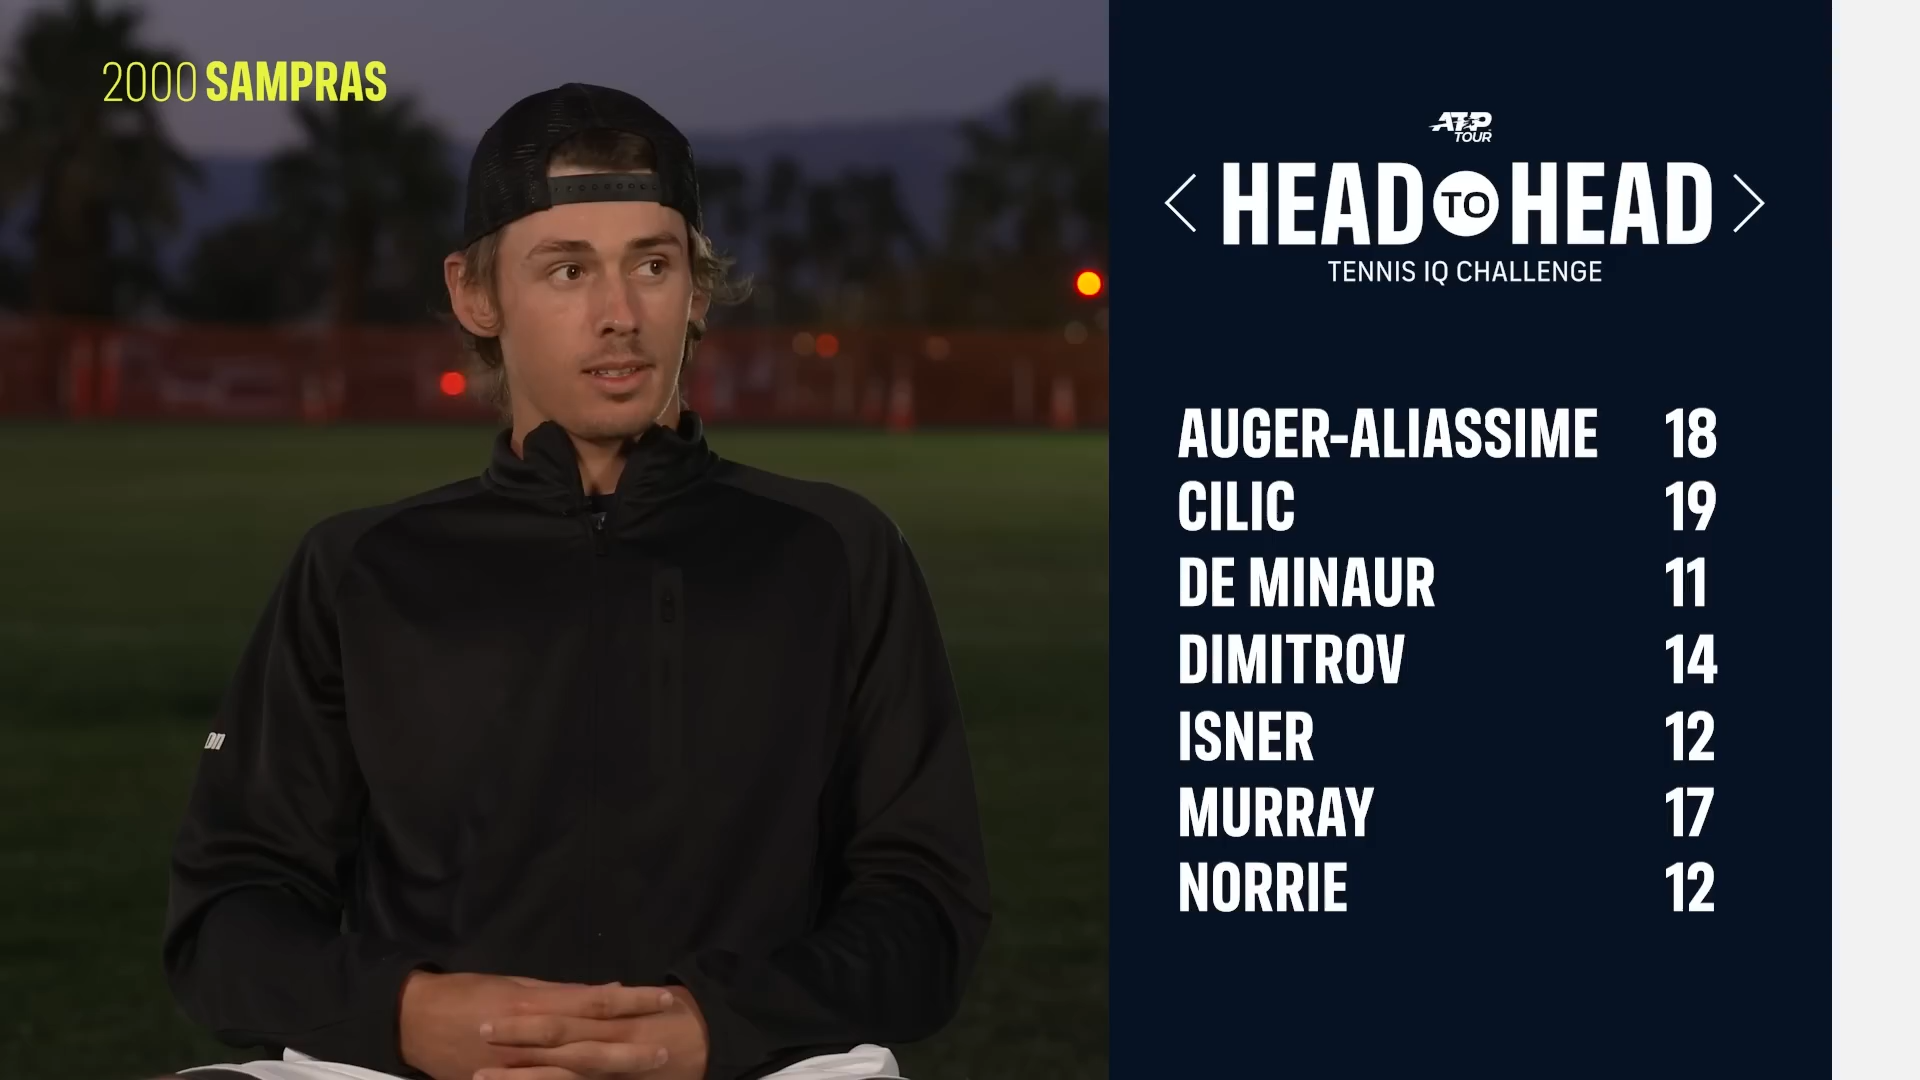 2000 SAMPRAS
ATP
TOUR
HEAD TO HEAD
TENNIS IQ CHALLENGE
AUGER-ALIASSIME 18
CILIC 19
DE MINAUR 11
DIMITROV 14
ISNER 12
MURRAY 17
NORRIE 12